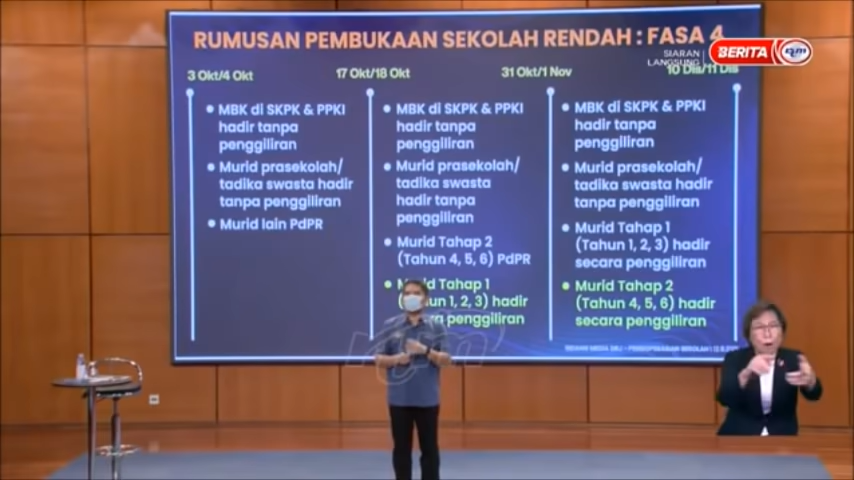 RUMUSAN PEMBUKAAN SEKOLAH RENDAH : FASA 4
SIARAN
LANGSUNG
BERITA
rtm
3 Okt/4 Okt
17 Okt/18 Okt
31 Okt/1 Nov
10 Dis/11 Dis
• MBK di SKPK & PPKI
hadir tanpa
penggiliran
• Murid prasekolah/
tadika swasta hadir
tanpa penggiliran
• Murid lain PdPR
• MBK di SKPK & PPKI
hadir tanpa
penggiliran
• Murid prasekolah/
tadika swasta
hadir tanpa
penggiliran
• Murid Tahap 2
(Tahun 4, 5, 6) PdPR
• Murid Tahap 1
(Tahun 1, 2, 3) hadir
secara penggiliran
• MBK di SKPK & PPKI
hadir tanpa
penggiliran
• Murid prasekolah/
tadika swasta hadir
tanpa penggiliran
• Murid Tahap 1
(Tahun 1, 2, 3) hadir
secara penggiliran
• Murid Tahap 2
(Tahun 4, 5, 6) hadir
secara penggiliran